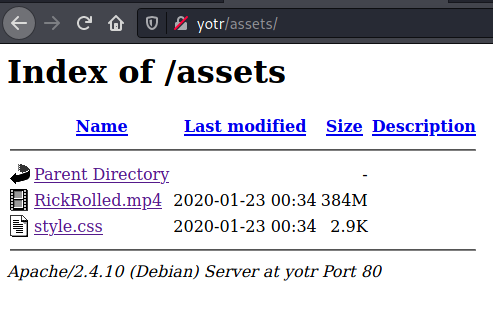 yotr/assets/
Index of /assets
Name Last modified Size Description
Parent Directory -
RickRolled.mp4 2020-01-23 00:34 384M
style.css 2020-01-23 00:34 2.9K
Apache/2.4.10 (Debian) Server at yotr Port 80